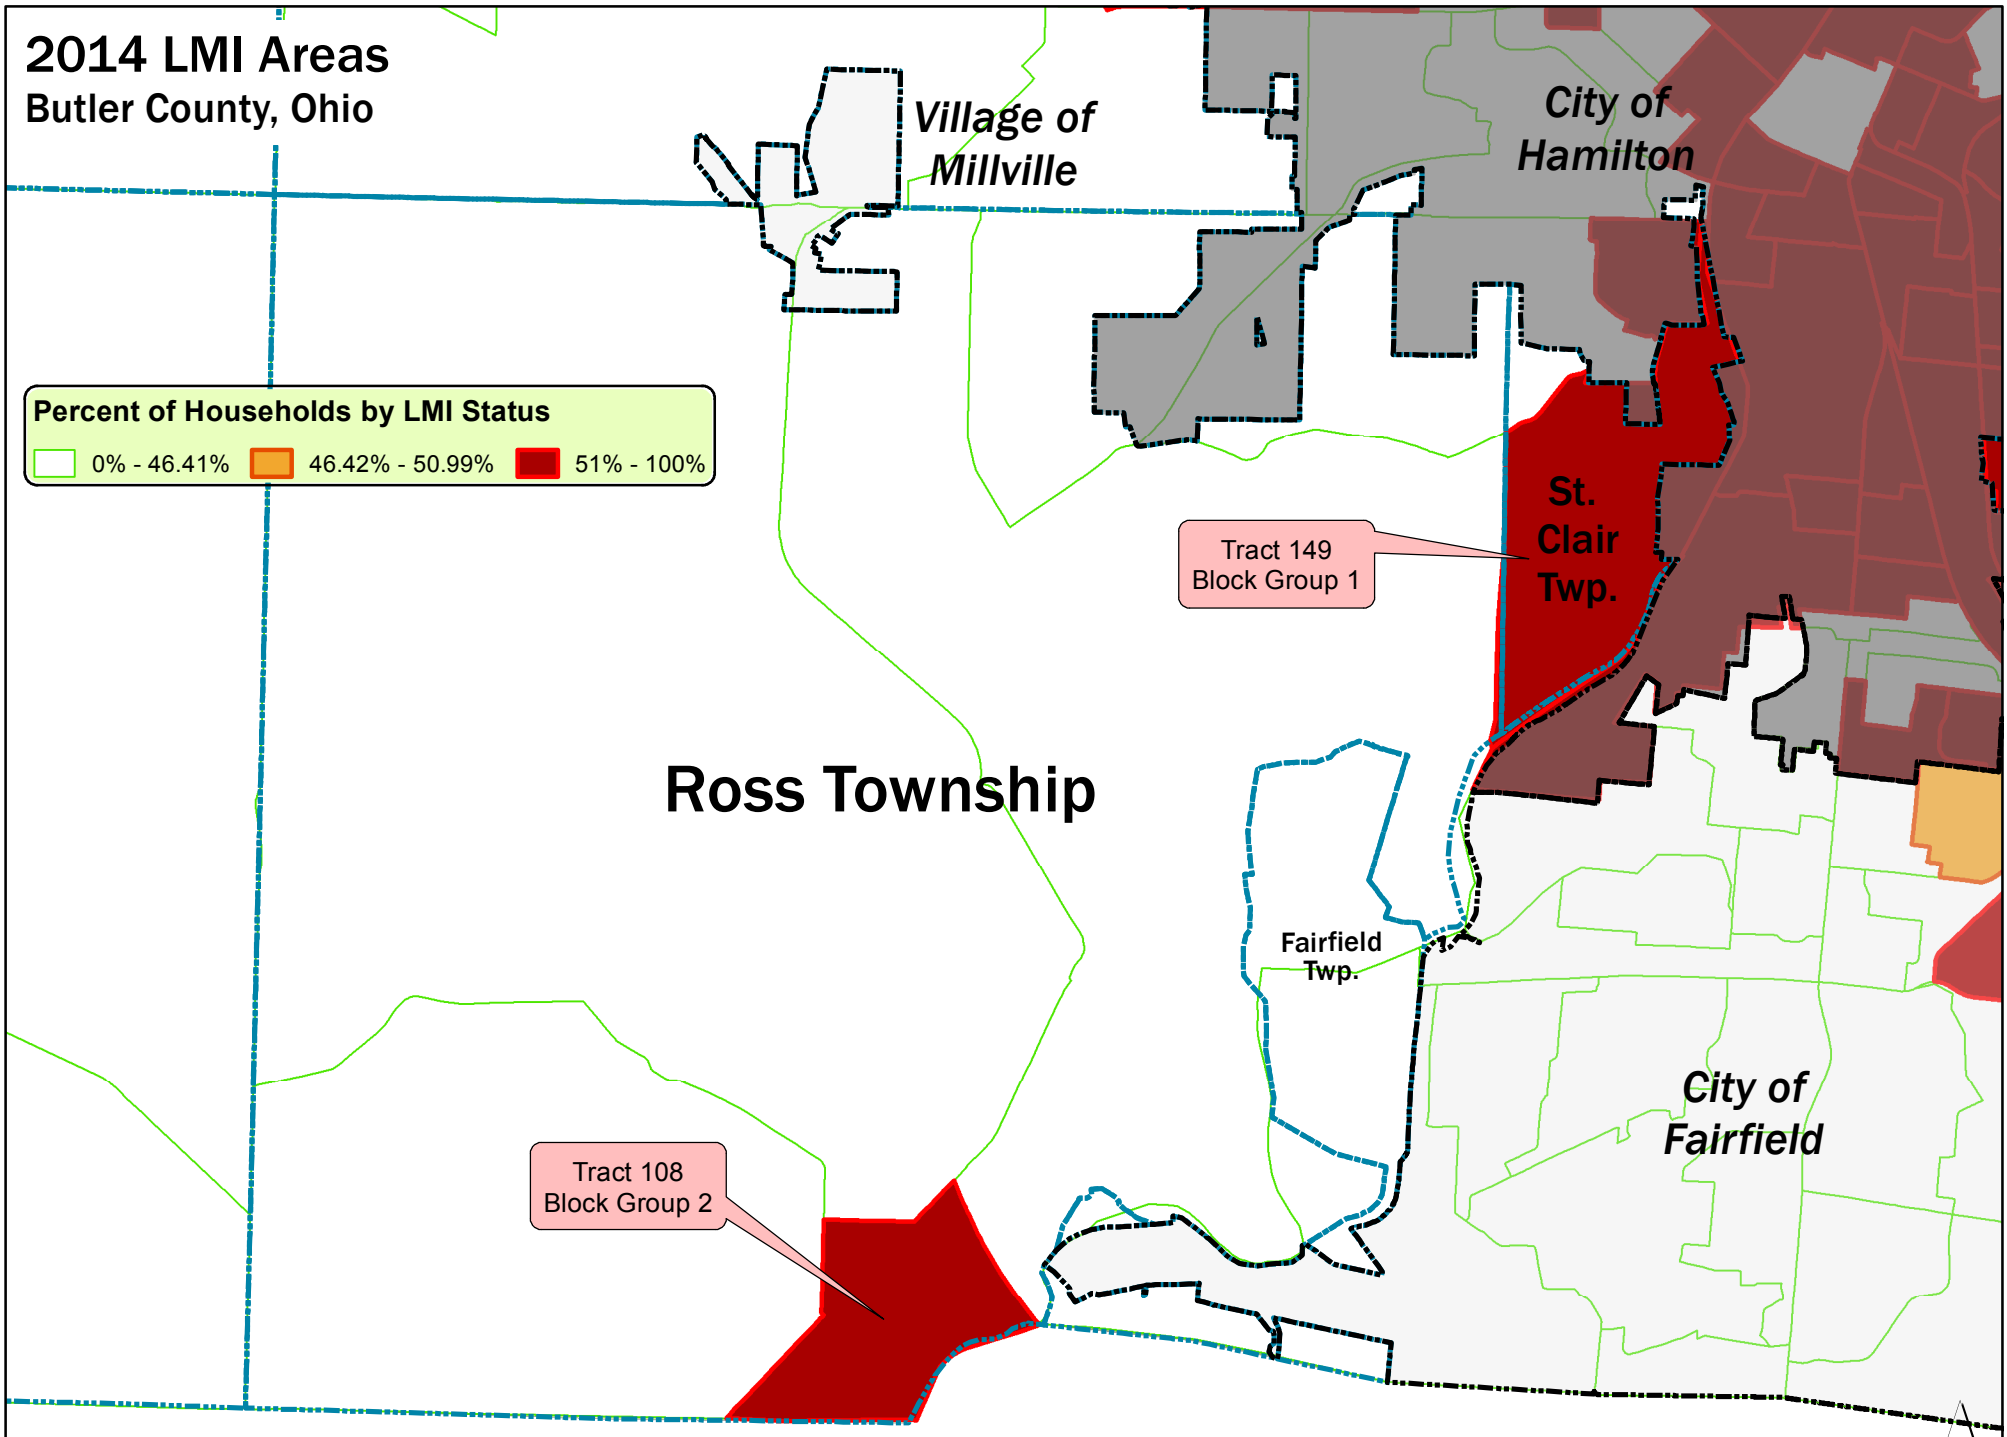 2014 LMI Areas
Butler County, Ohio
Village of
Millville
City of
Hamilton
Percent of Households by LMI Status
0% - 46.41%
46.42% - 50.99%
51% - 100%
St.
Clair
Twp.
Tract 149
Block Group 1
Ross Township
Fairfield
Twp.
City of
Fairfield
Tract 108
Block Group 2